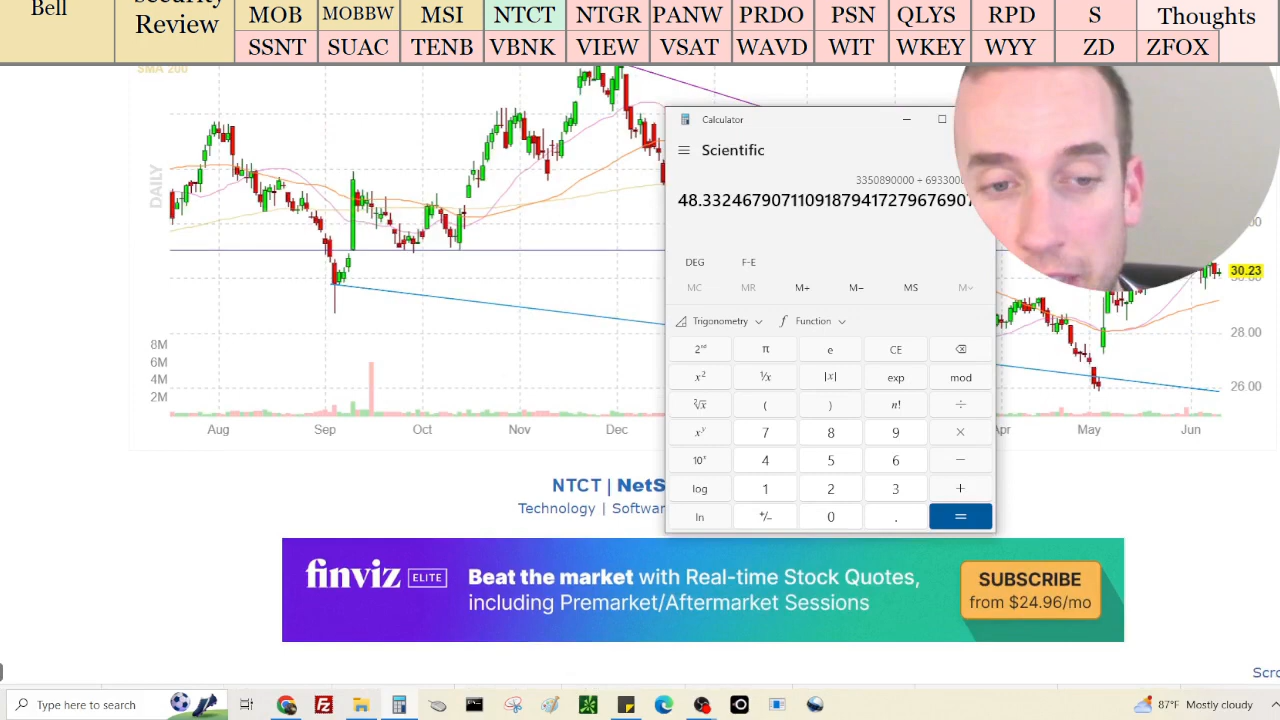 Bell
Security
Review
MOB MOBBW MSI NTCT NTGR PANW PRDO PSN QLYS RPD S Thoughts
SSNT SUAC TENB VBNK VIEW VSAT WAVD WIT WKEY WYY ZD ZFOX
SMA 200
DAILY
Calculator
Scientific
3350890000 ÷ 6933000
48.3324679071109187941727967690
DEG F-E
MC MR M+ M- MS M
Trigonometry Function
2nd π e CE
x² ¹/x |x| exp mod
²√x ( ) n! ÷
xʸ 7 8 9 ×
10ˣ 4 5 6 −
log 1 2 3 +
ln +/- 0 . =
30.23
28.00
26.00
8M
6M
4M
2M
Aug Sep Oct Nov Dec Apr May Jun
NTCT | NetS
Technology | Softwar
finviz ELITE
Beat the market with Real-time Stock Quotes,
including Premarket/Aftermarket Sessions
SUBSCRIBE
from $24.96/mo
Scro
Type here to search
87°F Mostly cloudy